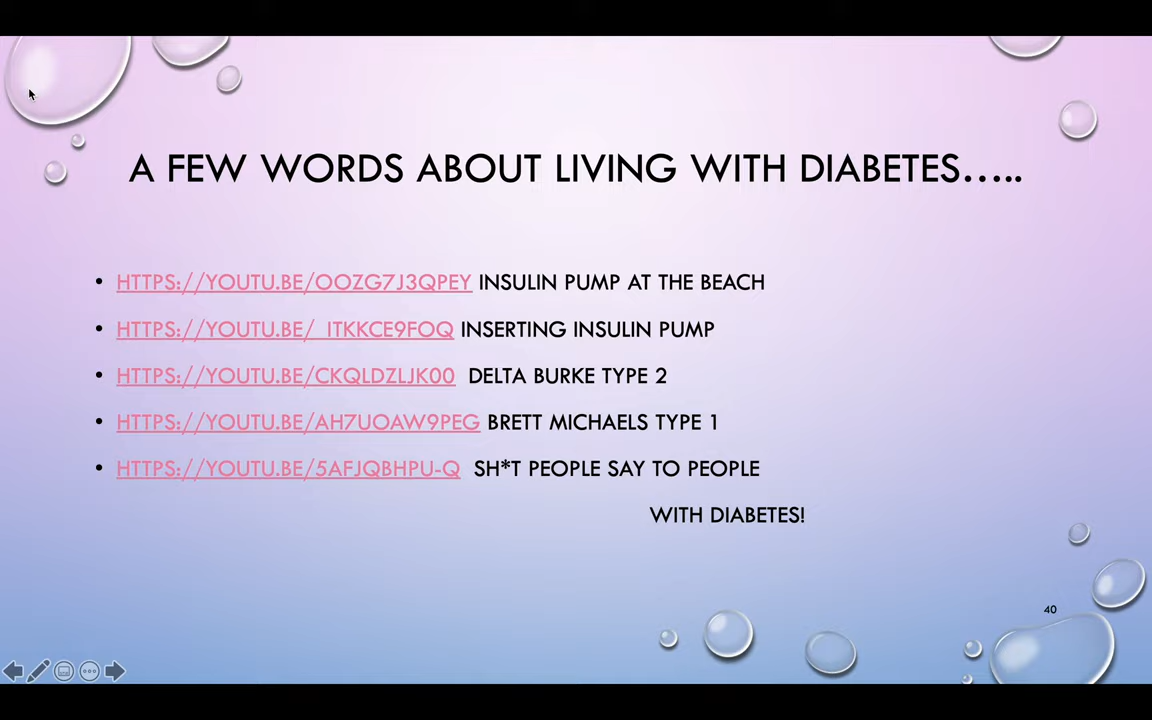 A FEW WORDS ABOUT LIVING WITH DIABETES.....
• HTTPS://YOUTU.BE/OOZG7J3QPEY INSULIN PUMP AT THE BEACH
• HTTPS://YOUTU.BE/_ITKKCE9FOQ INSERTING INSULIN PUMP
• HTTPS://YOUTU.BE/CKQLDZLJK00 DELTA BURKE TYPE 2
• HTTPS://YOUTU.BE/AH7UOAW9PEG BRETT MICHAELS TYPE 1
• HTTPS://YOUTU.BE/5AFJQBHPU-Q SH*T PEOPLE SAY TO PEOPLE
WITH DIABETES!
40